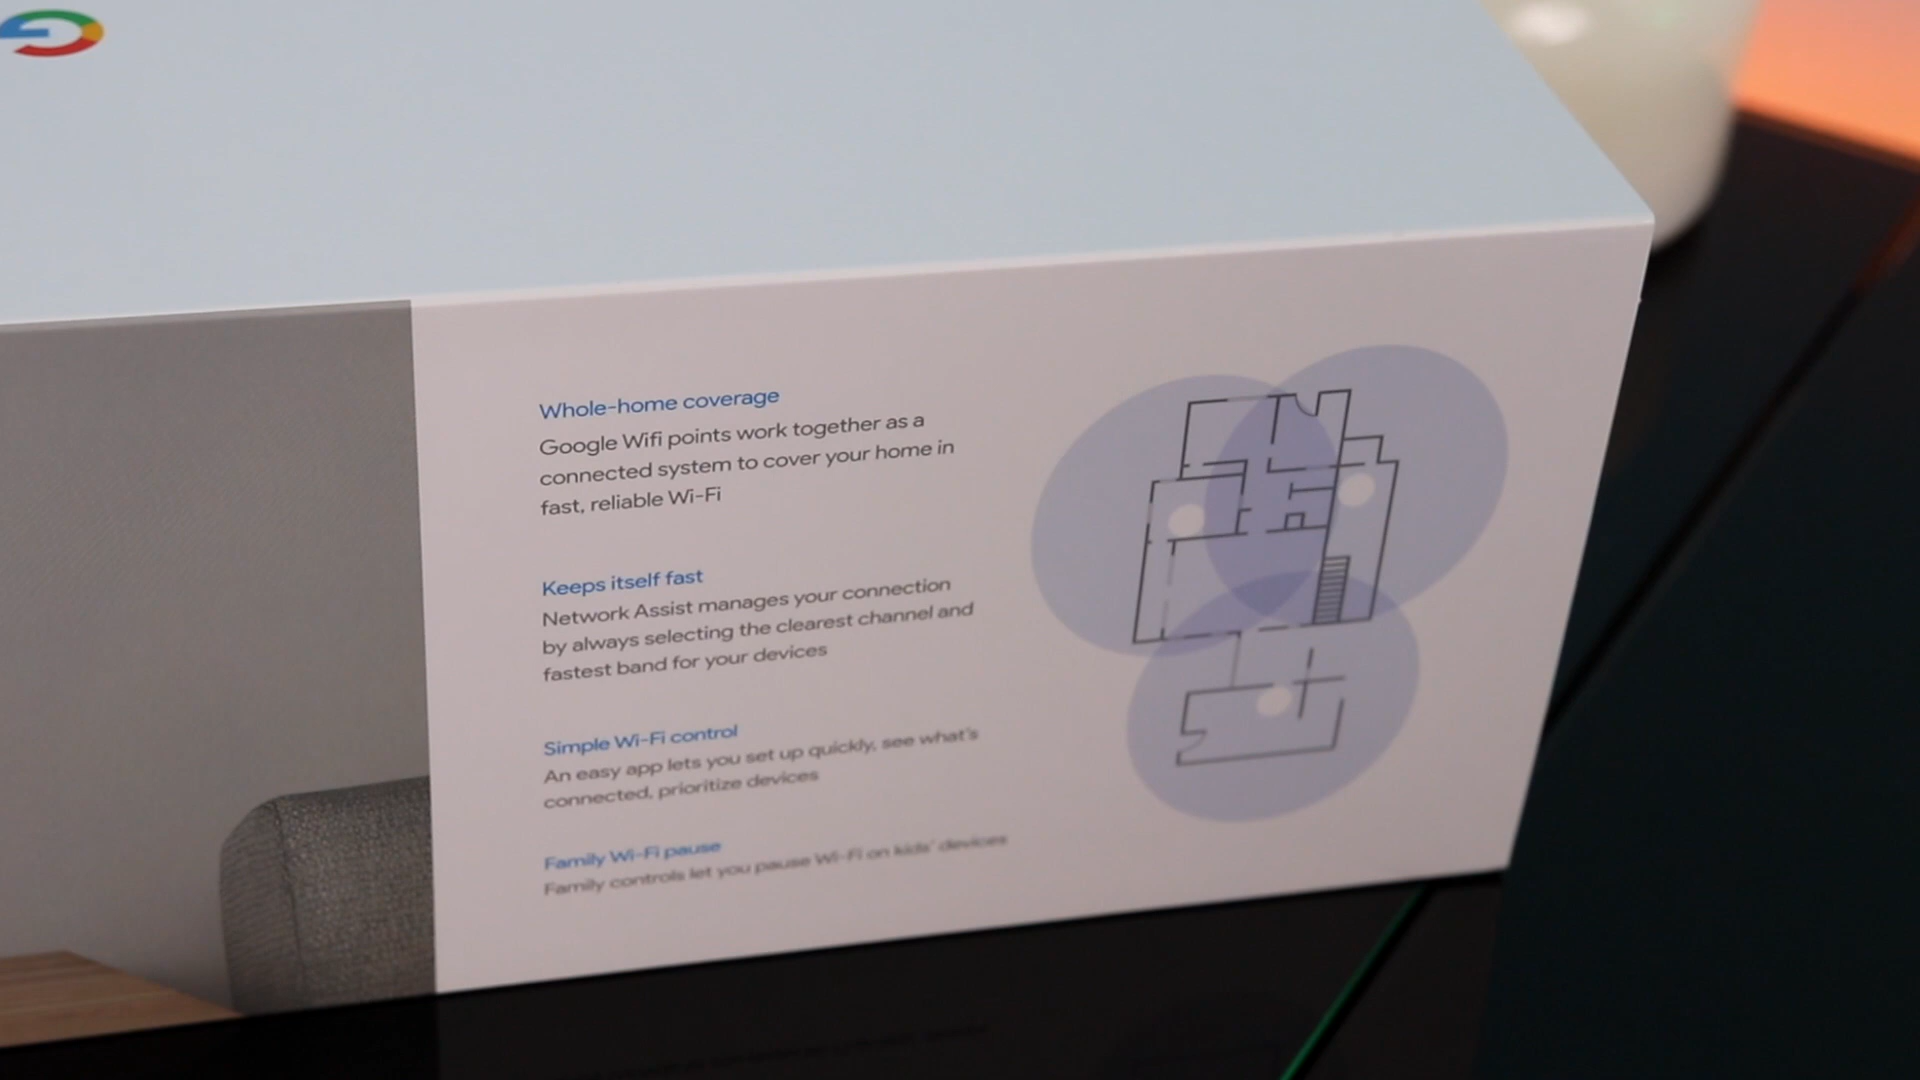 Whole-home coverage
Google Wifi points work together as a
connected system to cover your home in
fast, reliable Wi-Fi
Keeps itself fast
Network Assist manages your connection
by always selecting the clearest channel and
fastest band for your devices
Simple Wi-Fi control
An easy app lets you set up quickly, see what's
connected, prioritize devices
Family Wi-Fi pause
Family controls let you pause Wi-Fi on kids' devices